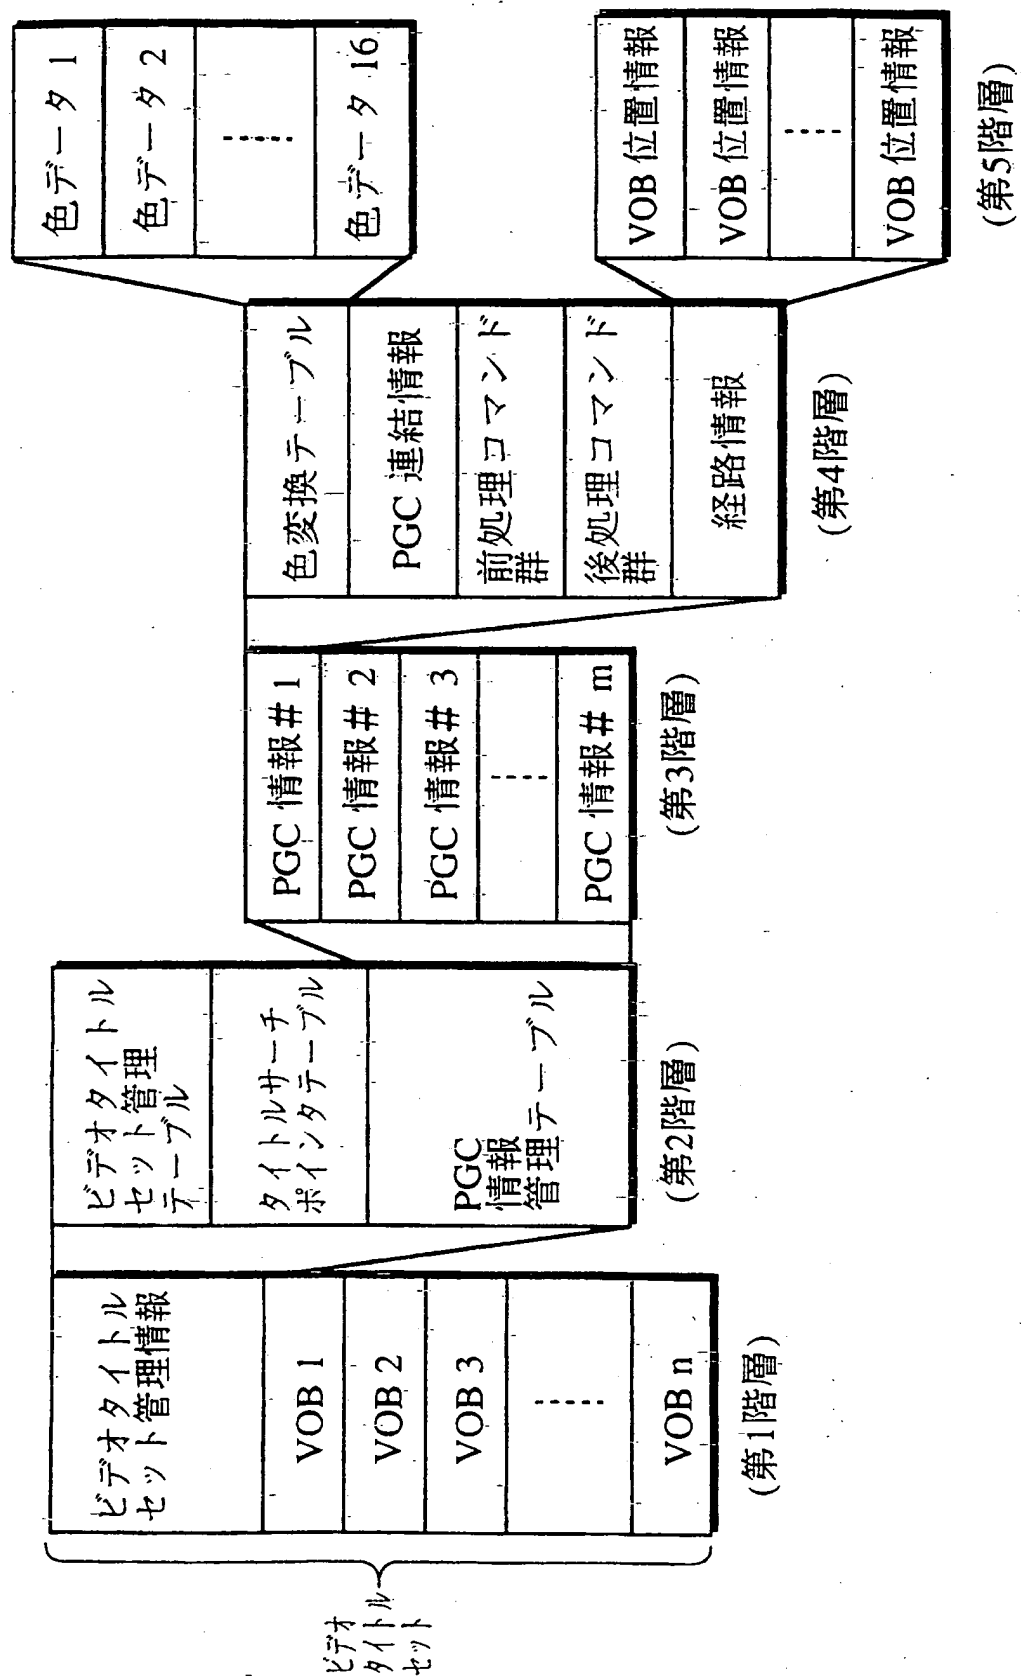 ビデオ
タイトル
セット
ビデオタイトル
セット管理情報
VOB 1
VOB 2
VOB 3
VOB n
(第1階層)
ビデオタイトル
セット管理
テーブル
タイトルサーチ
ポインタテーブル
PGC
情報
管理テーブル
(第2階層)
PGC 情報# 1
PGC 情報# 2
PGC 情報# 3
PGC 情報# m
(第3階層)
色変換テーブル
PGC 連結情報
前処理コマンド
群
後処理コマンド
群
経路情報
(第4階層)
色データ 1
色データ 2
色データ 16
VOB 位置情報
VOB 位置情報
VOB 位置情報
(第5階層)